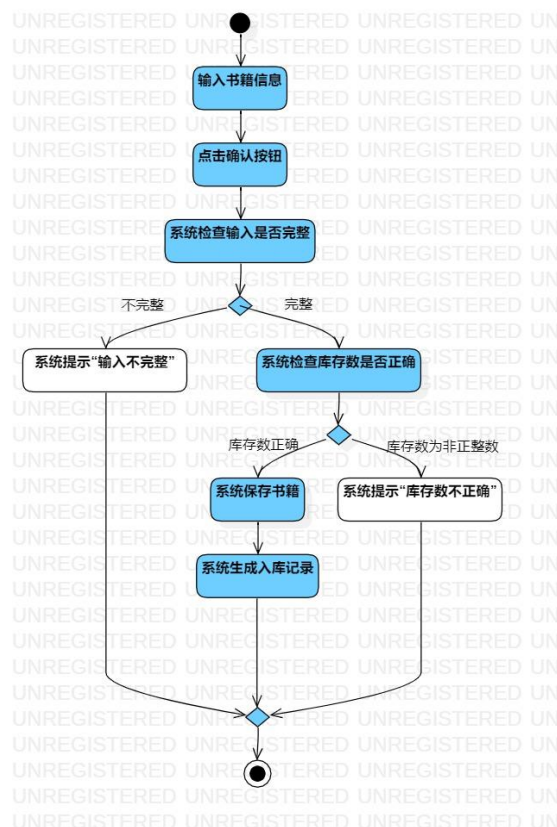 UNREGISTERED UNREGISTERED UNREGISTERED UN
输入书籍信息
点击确认按钮
系统检查输入是否完整
不完整
完整
系统提示“输入不完整”
系统检查库存数是否正确
库存数正确
库存数为非正整数
系统保存书籍
系统提示“库存数不正确”
系统生成入库记录